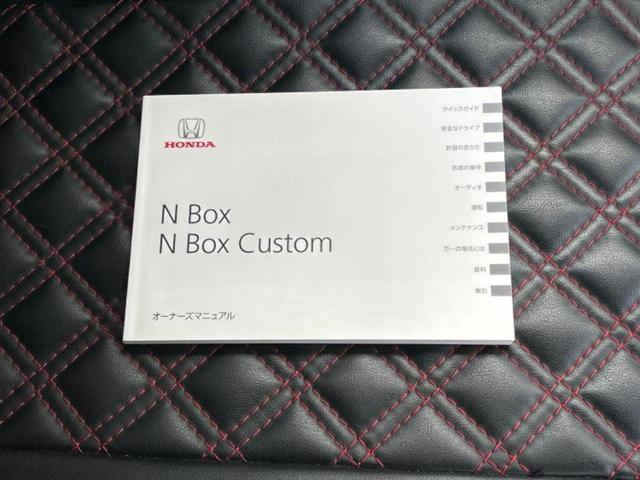 HONDA
N Box
N Box Custom
オーナーズマニュアル
クイックガイド
安全なドライブ
計器の見かた
各部の操作
オーディオ
運転
メンテナンス
万一の場合には
資料
索引